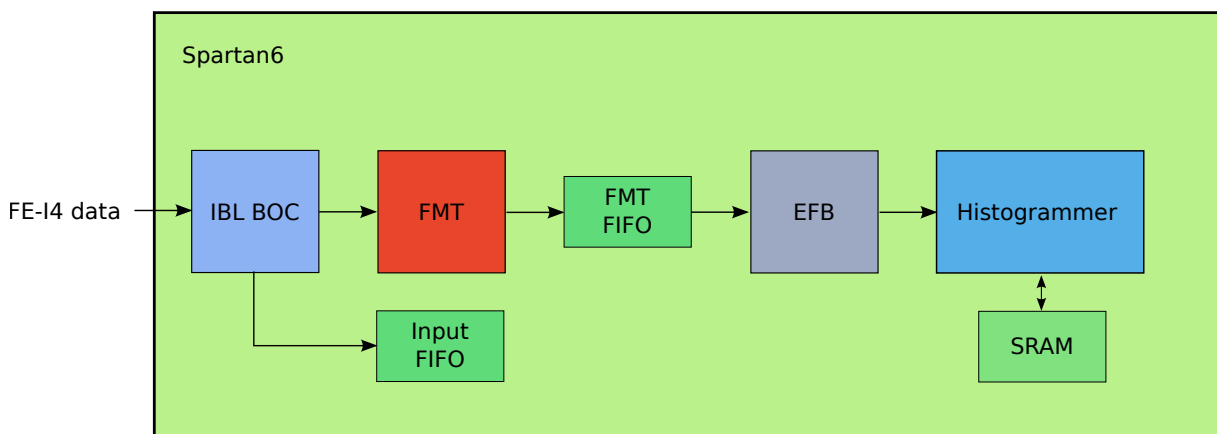 Spartan6
FE-I4 data
IBL BOC
FMT
FMT
FIFO
EFB
Histogrammer
Input
FIFO
SRAM